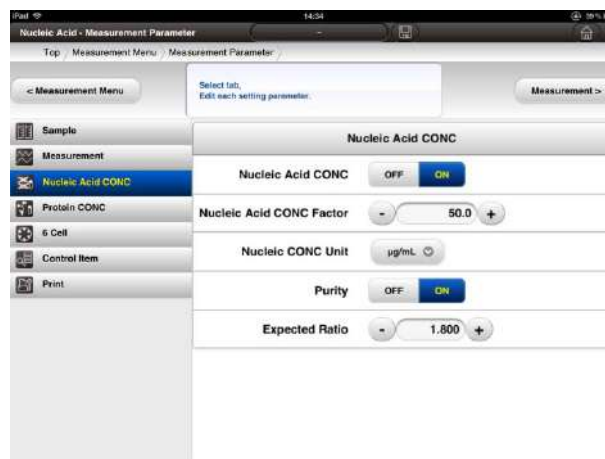 iPad 14:34
Nucleic Acid - Measurement Parameter -
Top / Measurement Menu / Measurement Parameter /
< Measurement Menu
Select tab,
Edit each setting parameter.
Measurement >
Sample
Measurement
Nucleic Acid CONC
Protein CONC
6 Cell
Control Item
Print
Nucleic Acid CONC
Nucleic Acid CONC OFF ON
Nucleic Acid CONC Factor - 50.0 +
Nucleic CONC Unit µg/mL
Purity OFF ON
Expected Ratio - 1.800 +